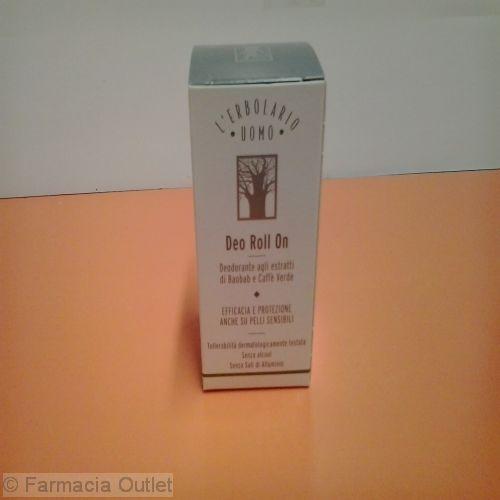 L'ERBOLARIO
• UOMO •
Deo Roll On
Deodorante agli estratti
di Baobab e Caffè Verde
EFFICACIA E PROTEZIONE
ANCHE SU PELLI SENSIBILI
Tollerabilità dermatologicamente testata
Senza alcool
Senza Sali di Alluminio
© Farmacia Outlet